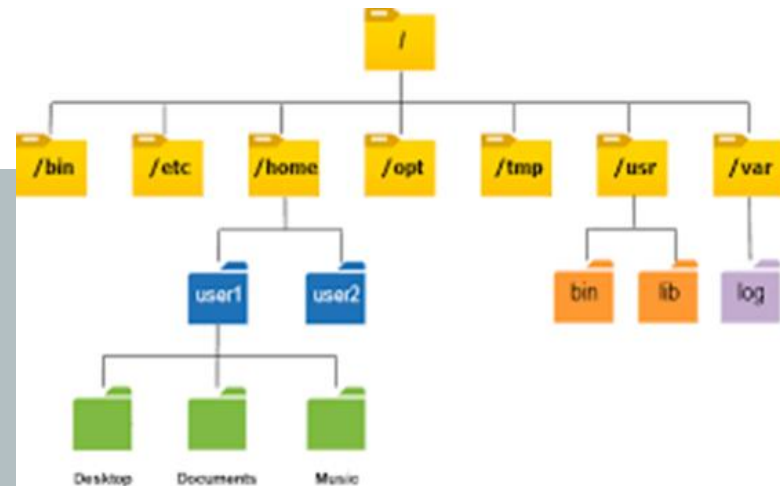 /
/bin /etc /home /opt /tmp /usr /var
user1 user2 bin lib log
Desktop Documents Music